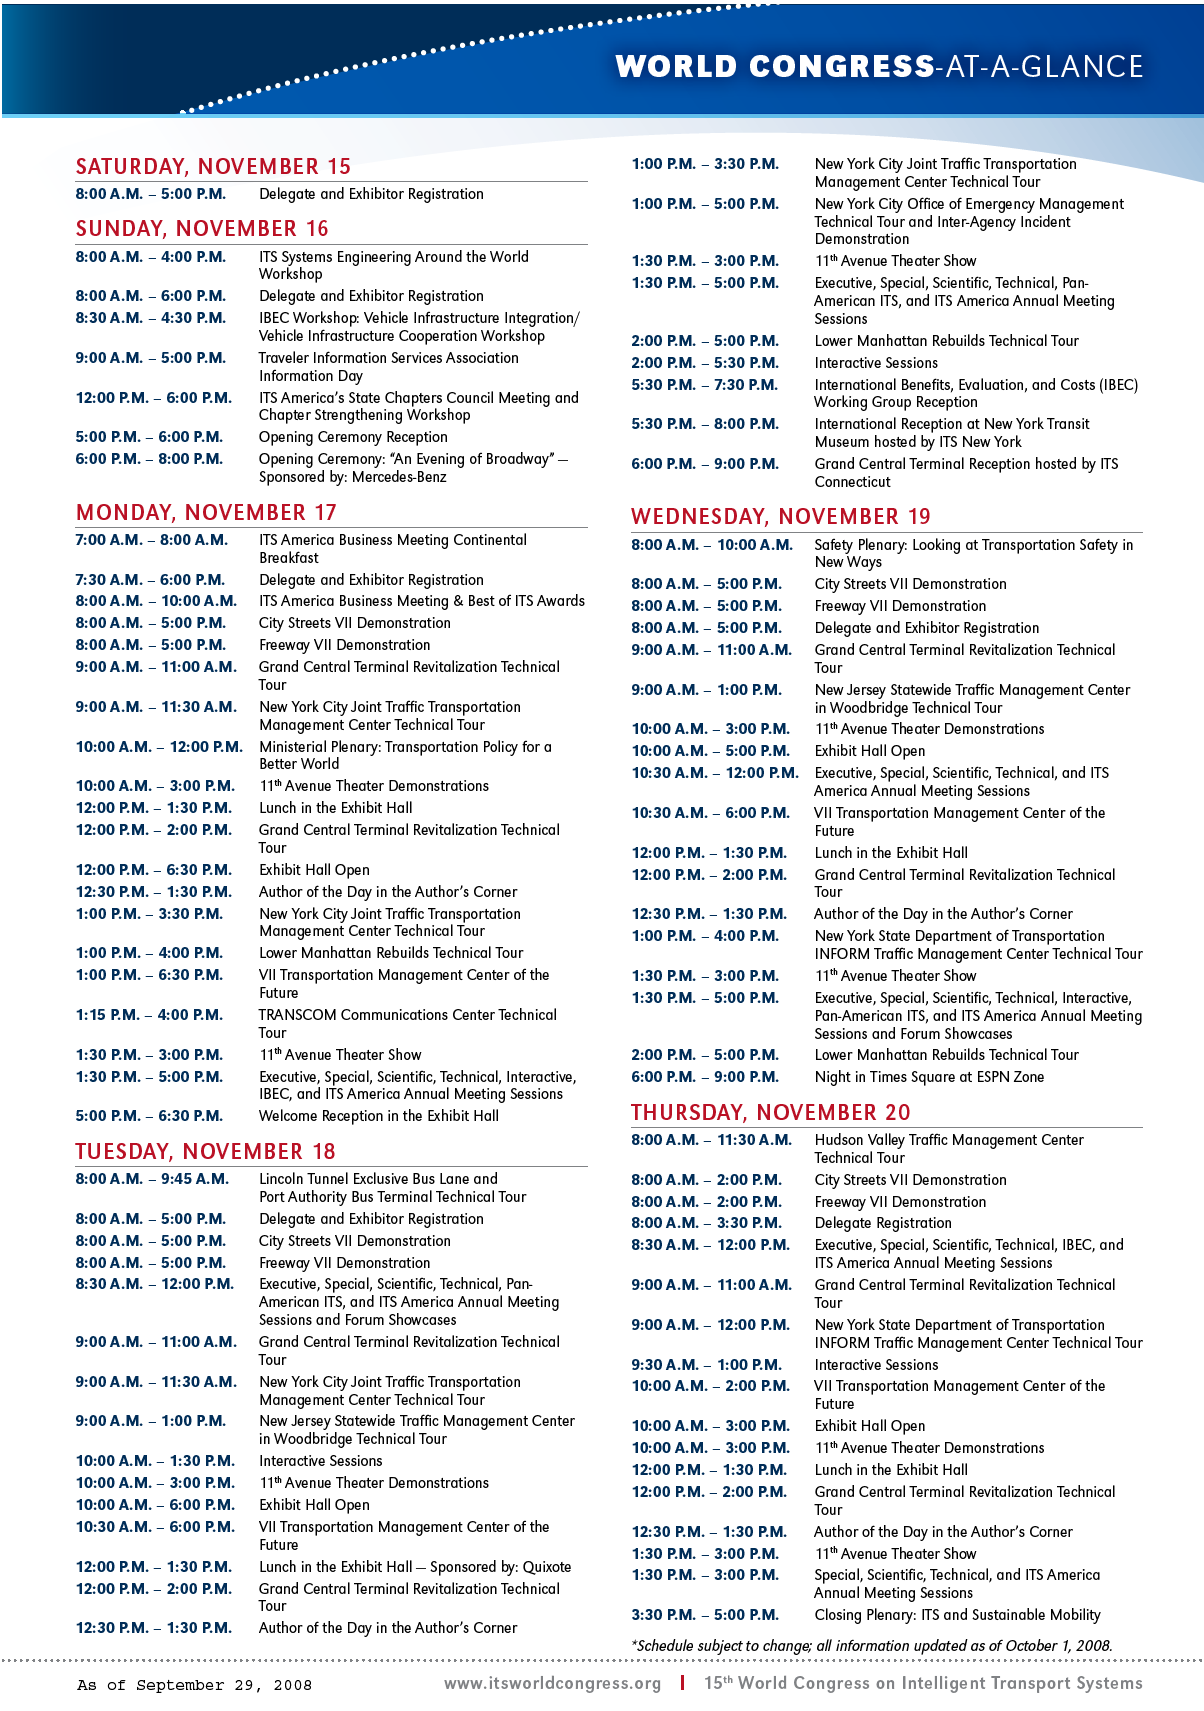 WORLD CONGRESS-AT-A-GLANCE
SATURDAY, NOVEMBER 15
8:00 A.M. – 5:00 P.M. Delegate and Exhibitor Registration
SUNDAY, NOVEMBER 16
8:00 A.M. – 4:00 P.M. ITS Systems Engineering Around the World
Workshop
8:00 A.M. – 6:00 P.M. Delegate and Exhibitor Registration
8:30 A.M. – 4:30 P.M. IBEC Workshop: Vehicle Infrastructure Integration/
Vehicle Infrastructure Cooperation Workshop
9:00 A.M. – 5:00 P.M. Traveler Information Services Association
Information Day
12:00 P.M. – 6:00 P.M. ITS America's State Chapters Council Meeting and
Chapter Strengthening Workshop
5:00 P.M. – 6:00 P.M. Opening Ceremony Reception
6:00 P.M. – 8:00 P.M. Opening Ceremony: “An Evening of Broadway” —
Sponsored by: Mercedes-Benz
MONDAY, NOVEMBER 17
7:00 A.M. – 8:00 A.M. ITS America Business Meeting Continental
Breakfast
7:30 A.M. – 6:00 P.M. Delegate and Exhibitor Registration
8:00 A.M. – 10:00 A.M. ITS America Business Meeting & Best of ITS Awards
8:00 A.M. – 5:00 P.M. City Streets VII Demonstration
8:00 A.M. – 5:00 P.M. Freeway VII Demonstration
9:00 A.M. – 11:00 A.M. Grand Central Terminal Revitalization Technical
Tour
9:00 A.M. – 11:30 A.M. New York City Joint Traffic Transportation
Management Center Technical Tour
10:00 A.M. – 12:00 P.M. Ministerial Plenary: Transportation Policy for a
Better World
10:00 A.M. – 3:00 P.M. 11th Avenue Theater Demonstrations
12:00 P.M. – 1:30 P.M. Lunch in the Exhibit Hall
12:00 P.M. – 2:00 P.M. Grand Central Terminal Revitalization Technical
Tour
12:00 P.M. – 6:30 P.M. Exhibit Hall Open
12:30 P.M. – 1:30 P.M. Author of the Day in the Author's Corner
1:00 P.M. – 3:30 P.M. New York City Joint Traffic Transportation
Management Center Technical Tour
1:00 P.M. – 4:00 P.M. Lower Manhattan Rebuilds Technical Tour
1:00 P.M. – 6:30 P.M. VII Transportation Management Center of the
Future
1:15 P.M. – 4:00 P.M. TRANSCOM Communications Center Technical
Tour
1:30 P.M. – 3:00 P.M. 11th Avenue Theater Show
1:30 P.M. – 5:00 P.M. Executive, Special, Scientific, Technical, Interactive,
IBEC, and ITS America Annual Meeting Sessions
5:00 P.M. – 6:30 P.M. Welcome Reception in the Exhibit Hall
TUESDAY, NOVEMBER 18
8:00 A.M. – 9:45 A.M. Lincoln Tunnel Exclusive Bus Lane and
Port Authority Bus Terminal Technical Tour
8:00 A.M. – 5:00 P.M. Delegate and Exhibitor Registration
8:00 A.M. – 5:00 P.M. City Streets VII Demonstration
8:00 A.M. – 5:00 P.M. Freeway VII Demonstration
8:30 A.M. – 12:00 P.M. Executive, Special, Scientific, Technical, Pan-
American ITS, and ITS America Annual Meeting
Sessions and Forum Showcases
9:00 A.M. – 11:00 A.M. Grand Central Terminal Revitalization Technical
Tour
9:00 A.M. – 11:30 A.M. New York City Joint Traffic Transportation
Management Center Technical Tour
9:00 A.M. – 1:00 P.M. New Jersey Statewide Traffic Management Center
in Woodbridge Technical Tour
10:00 A.M. – 1:30 P.M. Interactive Sessions
10:00 A.M. – 3:00 P.M. 11th Avenue Theater Demonstrations
10:00 A.M. – 6:00 P.M. Exhibit Hall Open
10:30 A.M. – 6:00 P.M. VII Transportation Management Center of the
Future
12:00 P.M. – 1:30 P.M. Lunch in the Exhibit Hall — Sponsored by: Quixote
12:00 P.M. – 2:00 P.M. Grand Central Terminal Revitalization Technical
Tour
12:30 P.M. – 1:30 P.M. Author of the Day in the Author's Corner
1:00 P.M. – 3:30 P.M. New York City Joint Traffic Transportation
Management Center Technical Tour
1:00 P.M. – 5:00 P.M. New York City Office of Emergency Management
Technical Tour and Inter-Agency Incident
Demonstration
1:30 P.M. – 3:00 P.M. 11th Avenue Theater Show
1:30 P.M. – 5:00 P.M. Executive, Special, Scientific, Technical, Pan-
American ITS, and ITS America Annual Meeting
Sessions
2:00 P.M. – 5:00 P.M. Lower Manhattan Rebuilds Technical Tour
2:00 P.M. – 5:30 P.M. Interactive Sessions
5:30 P.M. – 7:30 P.M. International Benefits, Evaluation, and Costs (IBEC)
Working Group Reception
5:30 P.M. – 8:00 P.M. International Reception at New York Transit
Museum hosted by ITS New York
6:00 P.M. – 9:00 P.M. Grand Central Terminal Reception hosted by ITS
Connecticut
WEDNESDAY, NOVEMBER 19
8:00 A.M. – 10:00 A.M. Safety Plenary: Looking at Transportation Safety in
New Ways
8:00 A.M. – 5:00 P.M. City Streets VII Demonstration
8:00 A.M. – 5:00 P.M. Freeway VII Demonstration
8:00 A.M. – 5:00 P.M. Delegate and Exhibitor Registration
9:00 A.M. – 11:00 A.M. Grand Central Terminal Revitalization Technical
Tour
9:00 A.M. – 1:00 P.M. New Jersey Statewide Traffic Management Center
in Woodbridge Technical Tour
10:00 A.M. – 3:00 P.M. 11th Avenue Theater Demonstrations
10:00 A.M. – 5:00 P.M. Exhibit Hall Open
10:30 A.M. – 12:00 P.M. Executive, Special, Scientific, Technical, and ITS
America Annual Meeting Sessions
10:30 A.M. – 6:00 P.M. VII Transportation Management Center of the
Future
12:00 P.M. – 1:30 P.M. Lunch in the Exhibit Hall
12:00 P.M. – 2:00 P.M. Grand Central Terminal Revitalization Technical
Tour
12:30 P.M. – 1:30 P.M. Author of the Day in the Author's Corner
1:00 P.M. – 4:00 P.M. New York State Department of Transportation
INFORM Traffic Management Center Technical Tour
1:30 P.M. – 3:00 P.M. 11th Avenue Theater Show
1:30 P.M. – 5:00 P.M. Executive, Special, Scientific, Technical, Interactive,
Pan-American ITS, and ITS America Annual Meeting
Sessions and Forum Showcases
2:00 P.M. – 5:00 P.M. Lower Manhattan Rebuilds Technical Tour
6:00 P.M. – 9:00 P.M. Night in Times Square at ESPN Zone
THURSDAY, NOVEMBER 20
8:00 A.M. – 11:30 A.M. Hudson Valley Traffic Management Center
Technical Tour
8:00 A.M. – 2:00 P.M. City Streets VII Demonstration
8:00 A.M. – 2:00 P.M. Freeway VII Demonstration
8:00 A.M. – 3:30 P.M. Delegate Registration
8:30 A.M. – 12:00 P.M. Executive, Special, Scientific, Technical, IBEC, and
ITS America Annual Meeting Sessions
9:00 A.M. – 11:00 A.M. Grand Central Terminal Revitalization Technical
Tour
9:00 A.M. – 12:00 P.M. New York State Department of Transportation
INFORM Traffic Management Center Technical Tour
9:30 A.M. – 1:00 P.M. Interactive Sessions
10:00 A.M. – 2:00 P.M. VII Transportation Management Center of the
Future
10:00 A.M. – 3:00 P.M. Exhibit Hall Open
10:00 A.M. – 3:00 P.M. 11th Avenue Theater Demonstrations
12:00 P.M. – 1:30 P.M. Lunch in the Exhibit Hall
12:00 P.M. – 2:00 P.M. Grand Central Terminal Revitalization Technical
Tour
12:30 P.M. – 1:30 P.M. Author of the Day in the Author's Corner
1:30 P.M. – 3:00 P.M. 11th Avenue Theater Show
1:30 P.M. – 3:00 P.M. Special, Scientific, Technical, and ITS America
Annual Meeting Sessions
3:30 P.M. – 5:00 P.M. Closing Plenary: ITS and Sustainable Mobility
*Schedule subject to change; all information updated as of October 1, 2008.
As of September 29, 2008
www.itsworldcongress.org | 15th World Congress on Intelligent Transport Systems